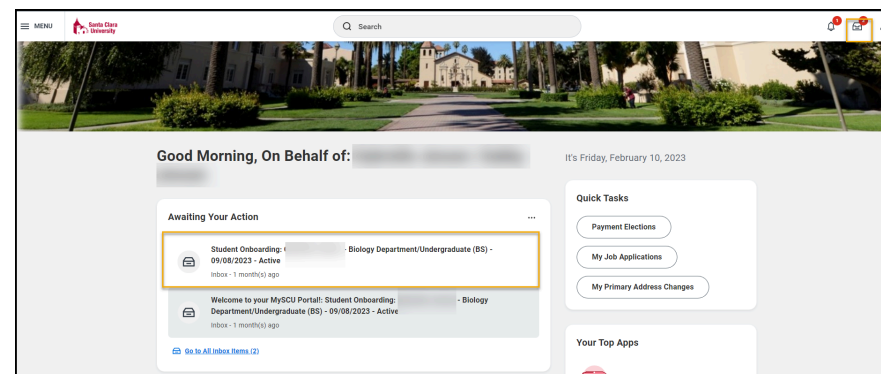 MENU
Santa Clara
University
Search
Good Morning, On Behalf of:
It's Friday, February 10, 2023
Awaiting Your Action
Student Onboarding: - Biology Department/Undergraduate (BS) -
09/08/2023 - Active
Inbox - 1 month(s) ago
Welcome to your MySCU Portal!: Student Onboarding: - Biology
Department/Undergraduate (BS) - 09/08/2023 - Active
Inbox - 1 month(s) ago
Go to All Inbox Items (2)
Quick Tasks
Payment Elections
My Job Applications
My Primary Address Changes
Your Top Apps